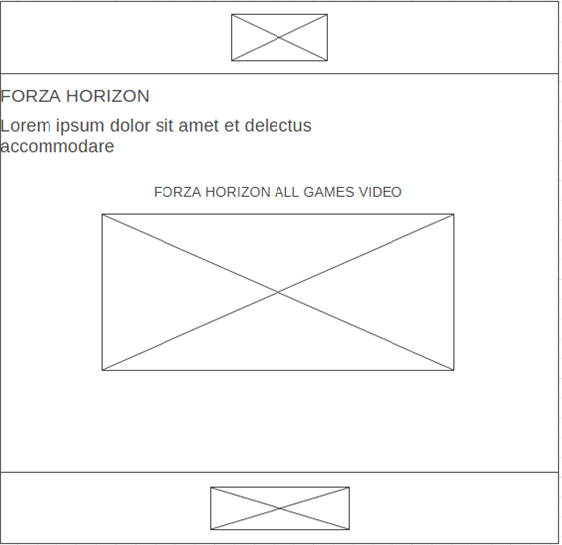 FORZA HORIZON
Lorem ipsum dolor sit amet et delectus
accommodare
FORZA HORIZON ALL GAMES VIDEO